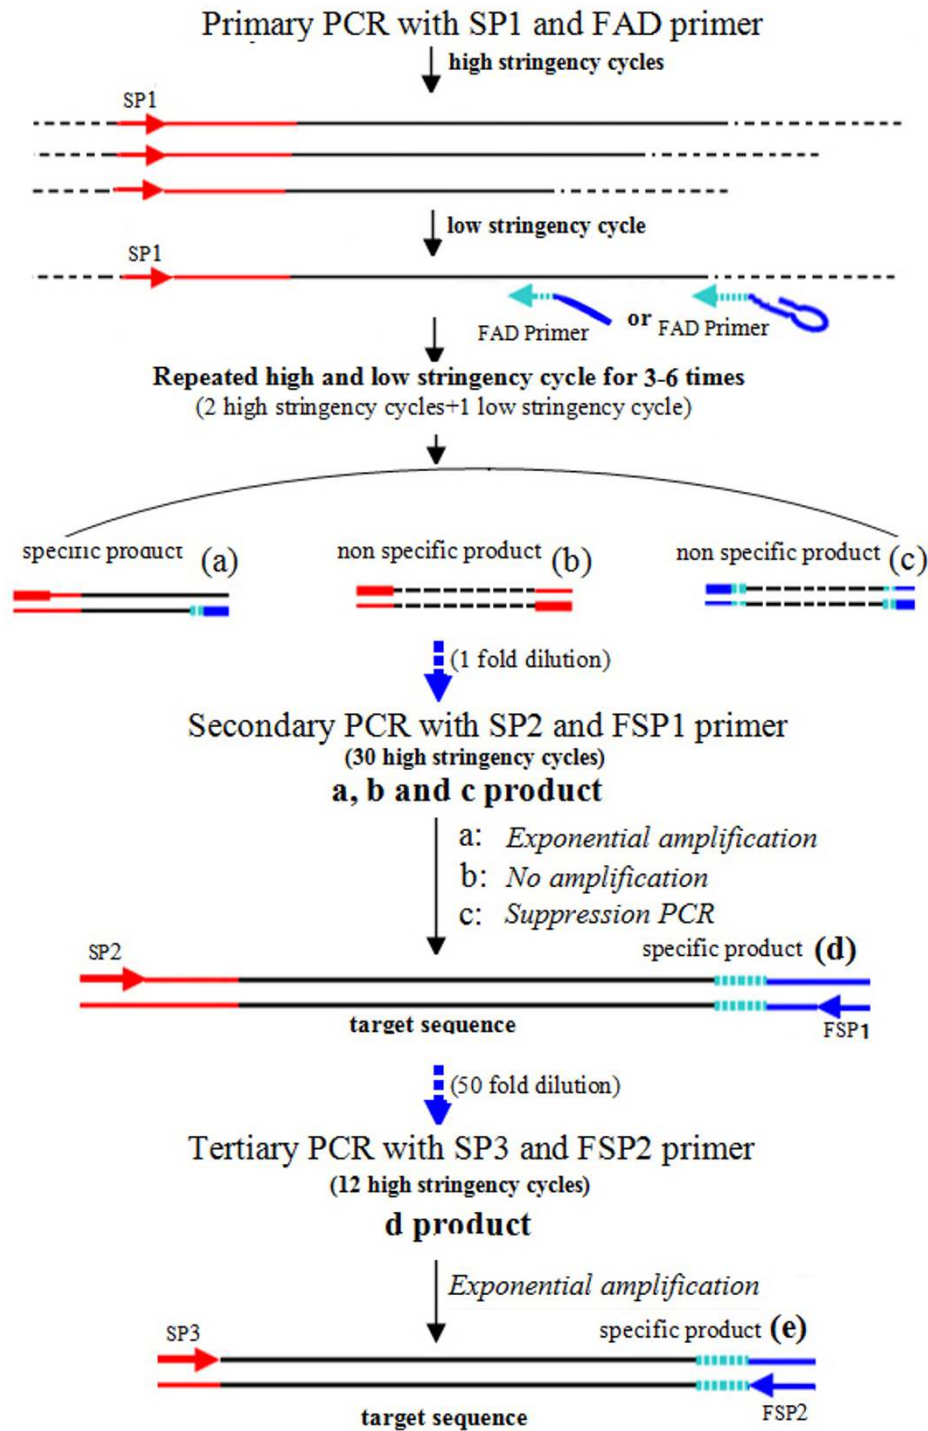 Primary PCR with SP1 and FAD primer
high stringency cycles
SP1
low stringency cycle
SP1
FAD Primer or FAD Primer
Repeated high and low stringency cycle for 3-6 times
(2 high stringency cycles+1 low stringency cycle)
specific product (a)
non specific product (b)
non specific product (c)
(1 fold dilution)
Secondary PCR with SP2 and FSP1 primer
(30 high stringency cycles)
a, b and c product
a: Exponential amplification
b: No amplification
c: Suppression PCR
SP2
specific product (d)
target sequence
FSP1
(50 fold dilution)
Tertiary PCR with SP3 and FSP2 primer
(12 high stringency cycles)
d product
Exponential amplification
SP3
specific product (e)
FSP2
target sequence